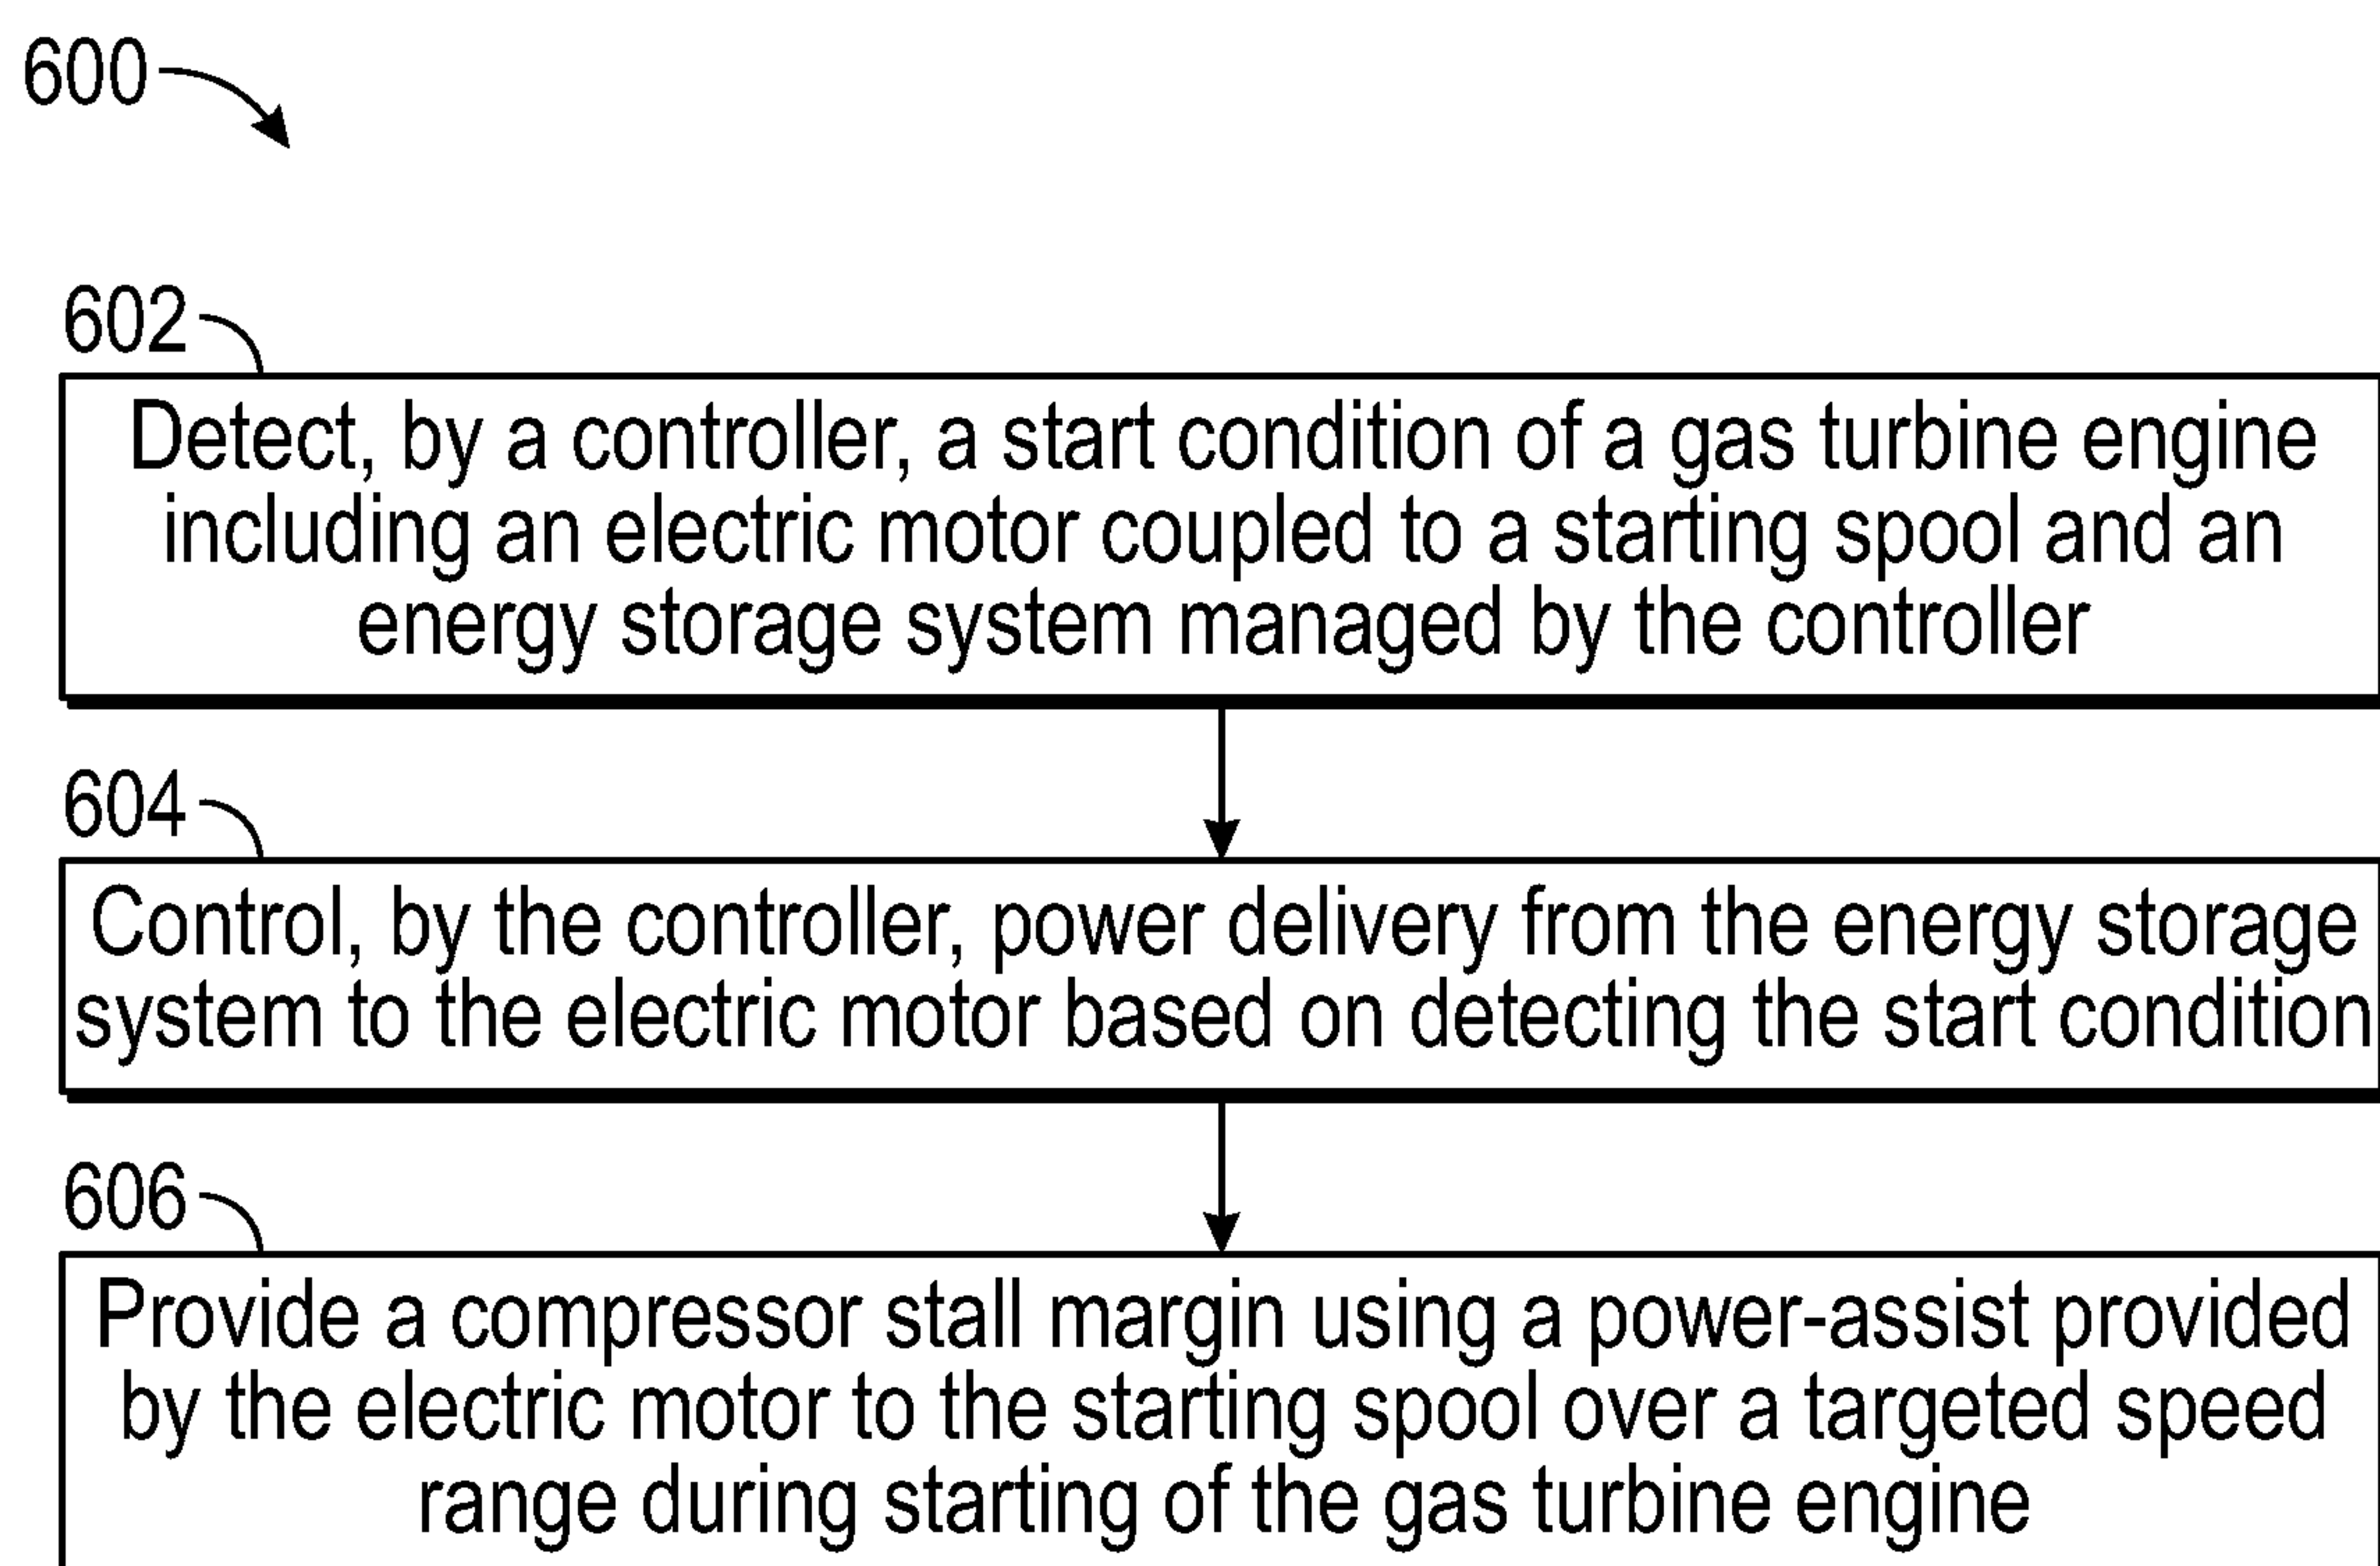 600
602
Detect, by a controller, a start condition of a gas turbine engine
including an electric motor coupled to a starting spool and an
energy storage system managed by the controller
604
Control, by the controller, power delivery from the energy storage
system to the electric motor based on detecting the start condition
606
Provide a compressor stall margin using a power-assist provided
by the electric motor to the starting spool over a targeted speed
range during starting of the gas turbine engine